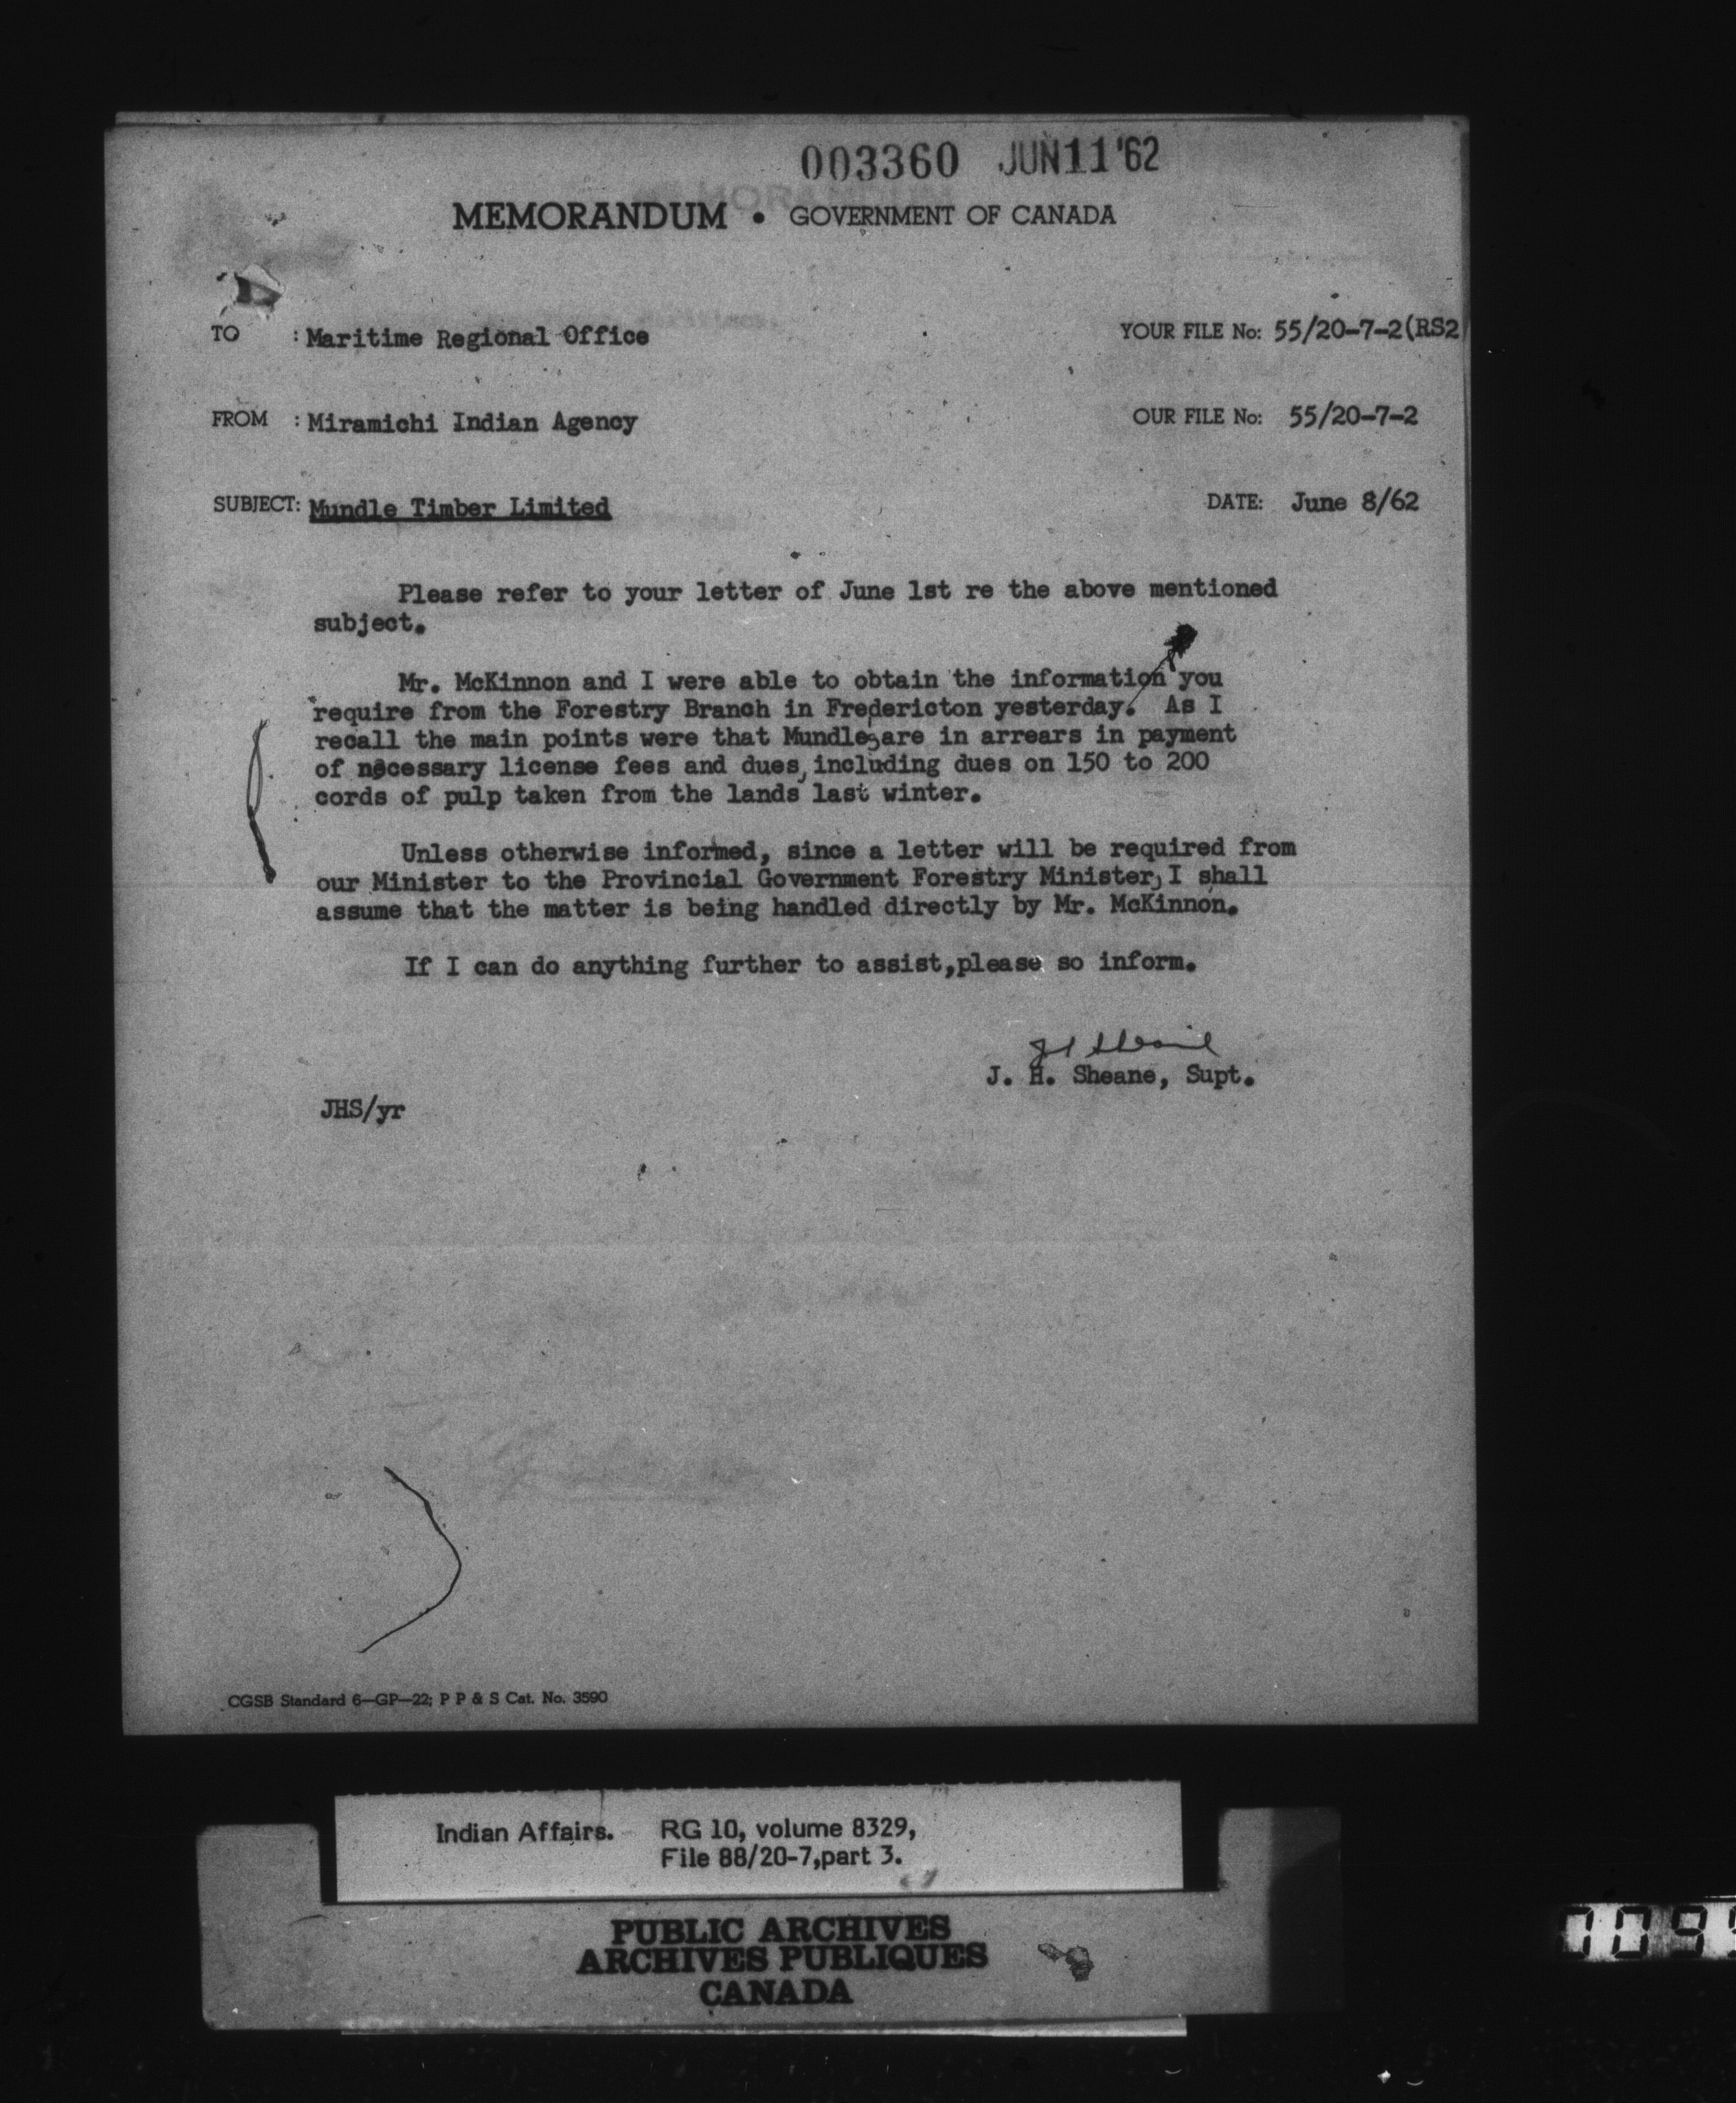 003360 JUN11'62
MEMORANDUM • GOVERNMENT OF CANADA
TO : Maritime Regional Office
YOUR FILE No: 55/20-7-2(RS2
FROM : Miramichi Indian Agency
OUR FILE No: 55/20-7-2
SUBJECT: Mundle Timber Limited
DATE: June 8/62
Please refer to your letter of June 1st re the above mentioned
subject.
Mr. McKinnon and I were able to obtain the information you
require from the Forestry Branch in Fredericton yesterday. As I
recall the main points were that Mundles are in arrears in payment
of necessary license fees and dues, including dues on 150 to 200
cords of pulp taken from the lands last winter.
Unless otherwise informed, since a letter will be required from
our Minister to the Provincial Government Forestry Minister, I shall
assume that the matter is being handled directly by Mr. McKinnon.
If I can do anything further to assist,please so inform.
J. H. Sheane, Supt.
JHS/yr
CGSB Standard 6—GP—22; P P & S Cat. No. 3590
Indian Affairs. RG 10, volume 8329,
File 88/20-7,part 3.
PUBLIC ARCHIVES
ARCHIVES PUBLIQUES
CANADA